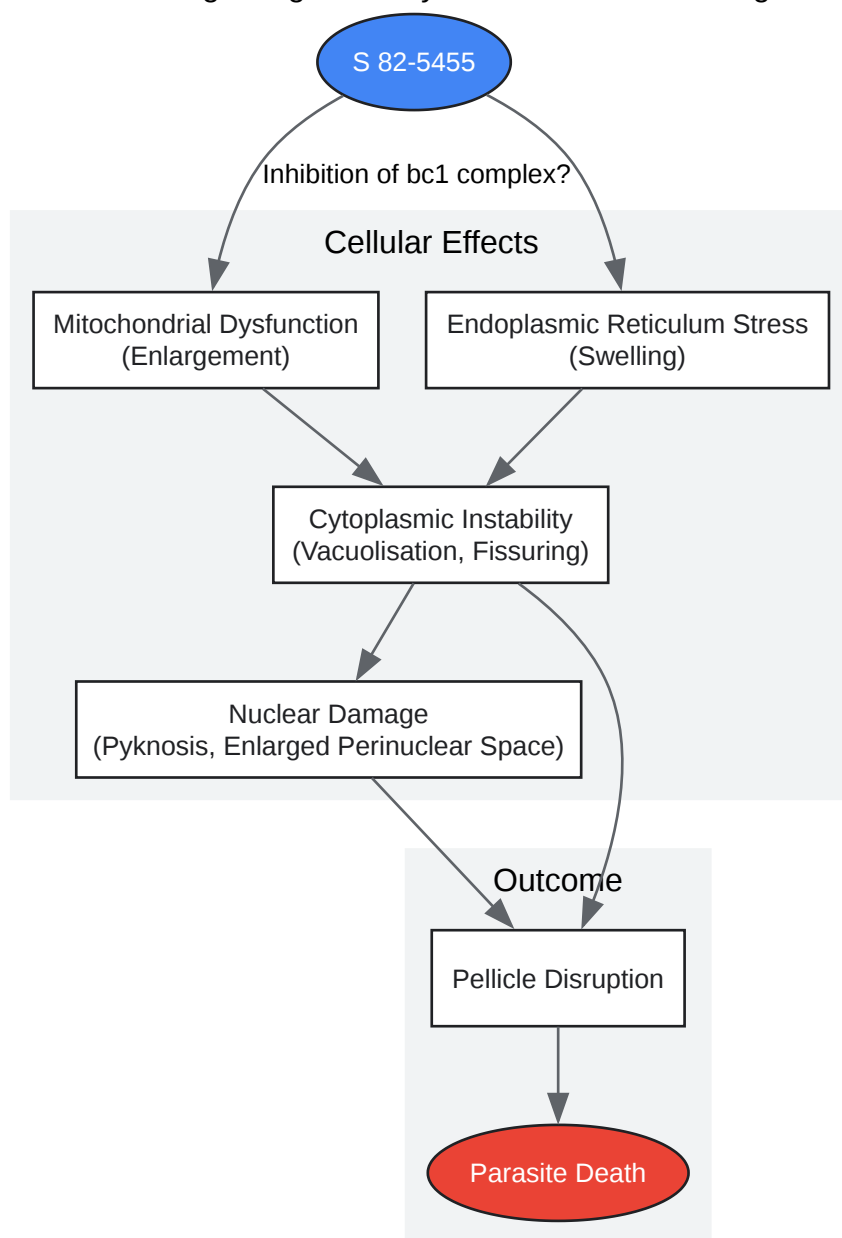 S 82-5455
Inhibition of bc1 complex?
Cellular Effects
Mitochondrial Dysfunction
(Enlargement)
Endoplasmic Reticulum Stress
(Swelling)
Cytoplasmic Instability
(Vacuolisation, Fissuring)
Nuclear Damage
(Pyknosis, Enlarged Perinuclear Space)
Outcome
Pellicle Disruption
Parasite Death